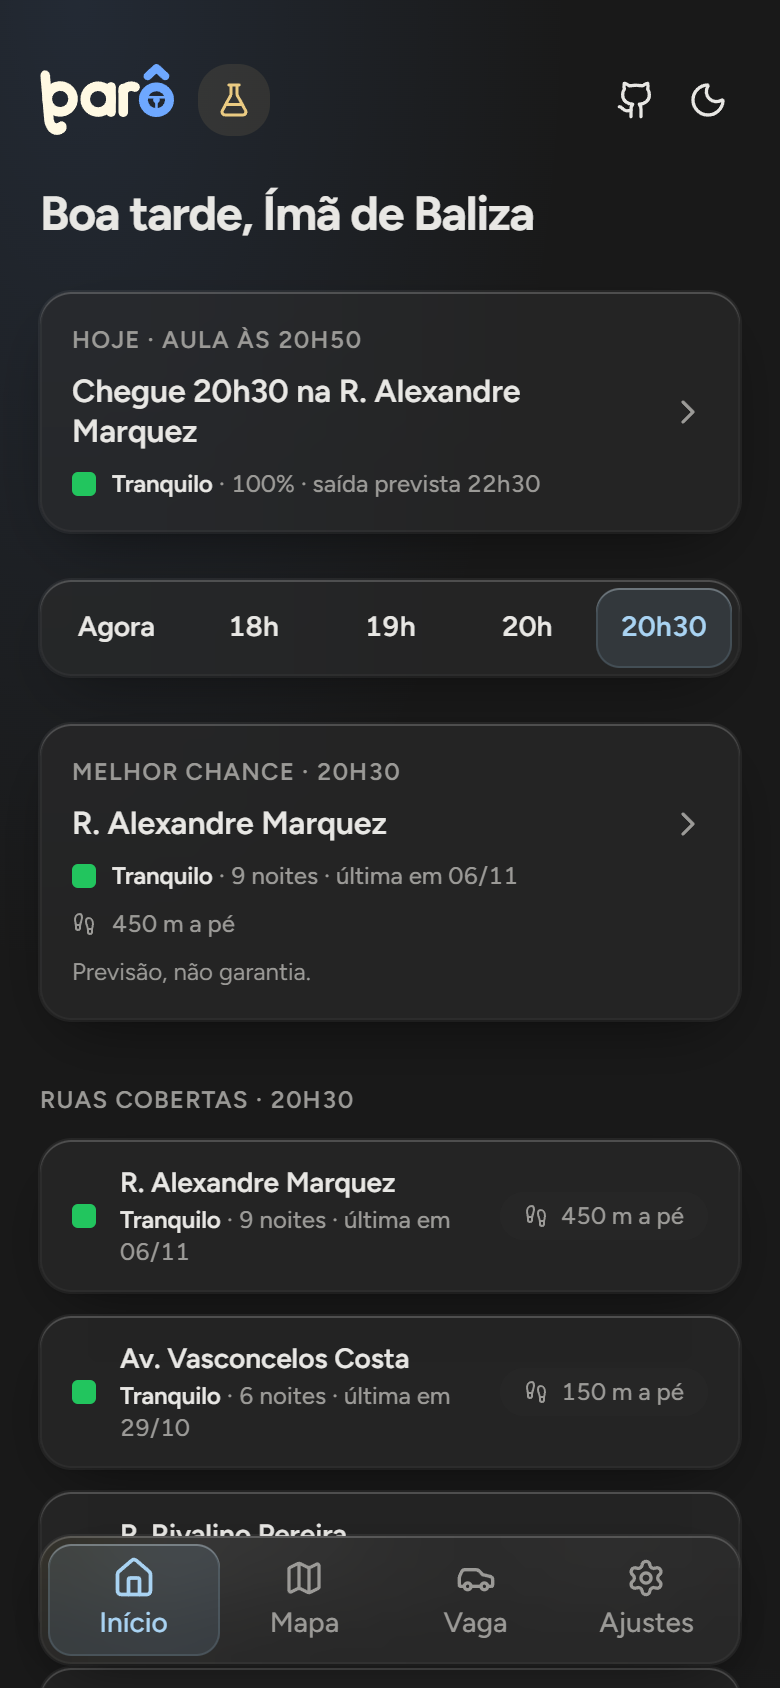 barô
Boa tarde, Ímã de Baliza
HOJE · AULA ÀS 20H50
Chegue 20h30 na R. Alexandre
Marquez
Tranquilo · 100% · saída prevista 22h30
Agora 18h 19h 20h 20h30
MELHOR CHANCE · 20H30
R. Alexandre Marquez
Tranquilo · 9 noites · última em 06/11
450 m a pé
Previsão, não garantia.
RUAS COBERTAS · 20H30
R. Alexandre Marquez
Tranquilo · 9 noites · última em
06/11
450 m a pé
Av. Vasconcelos Costa
Tranquilo · 6 noites · última em
29/10
150 m a pé
R. Rivalino Pereira
Início Mapa Vaga Ajustes